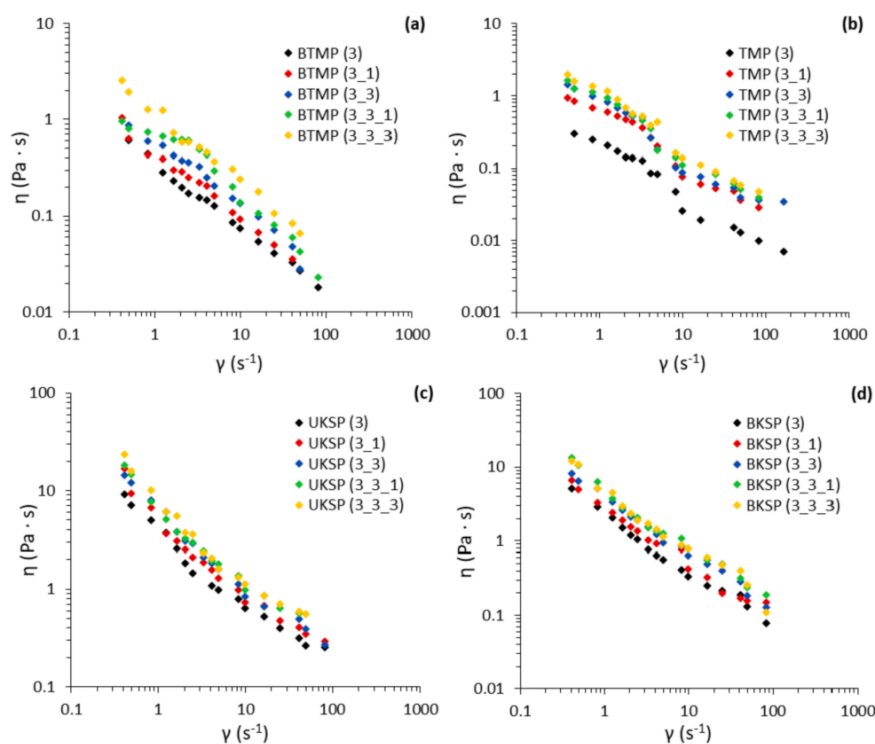 (a)
10
1
0.1
0.01
η (Pa · s)
0.1 1 10 100 1000
γ (s⁻¹)
BTMP (3)
BTMP (3_1)
BTMP (3_3)
BTMP (3_3_1)
BTMP (3_3_3)
(b)
10
1
0.1
0.01
0.001
η (Pa · s)
0.1 1 10 100 1000
γ (s⁻¹)
TMP (3)
TMP (3_1)
TMP (3_3)
TMP (3_3_1)
TMP (3_3_3)
(c)
100
10
1
0.1
η (Pa · s)
0.1 1 10 100 1000
γ (s⁻¹)
UKSP (3)
UKSP (3_1)
UKSP (3_3)
UKSP (3_3_1)
UKSP (3_3_3)
(d)
100
10
1
0.1
0.01
η (Pa · s)
0.1 1 10 100 1000
γ (s⁻¹)
BKSP (3)
BKSP (3_1)
BKSP (3_3)
BKSP (3_3_1)
BKSP (3_3_3)